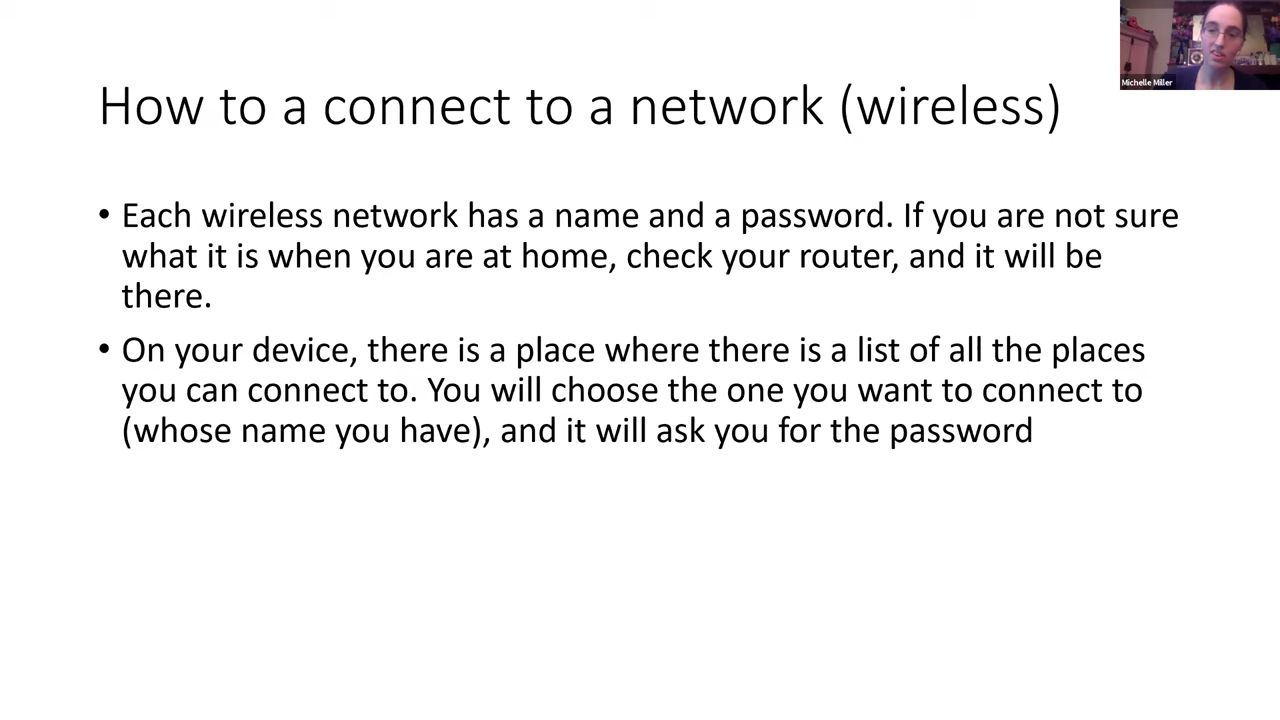 Michelle Miller
How to a connect to a network (wireless)
• Each wireless network has a name and a password. If you are not sure
what it is when you are at home, check your router, and it will be
there.
• On your device, there is a place where there is a list of all the places
you can connect to. You will choose the one you want to connect to
(whose name you have), and it will ask you for the password